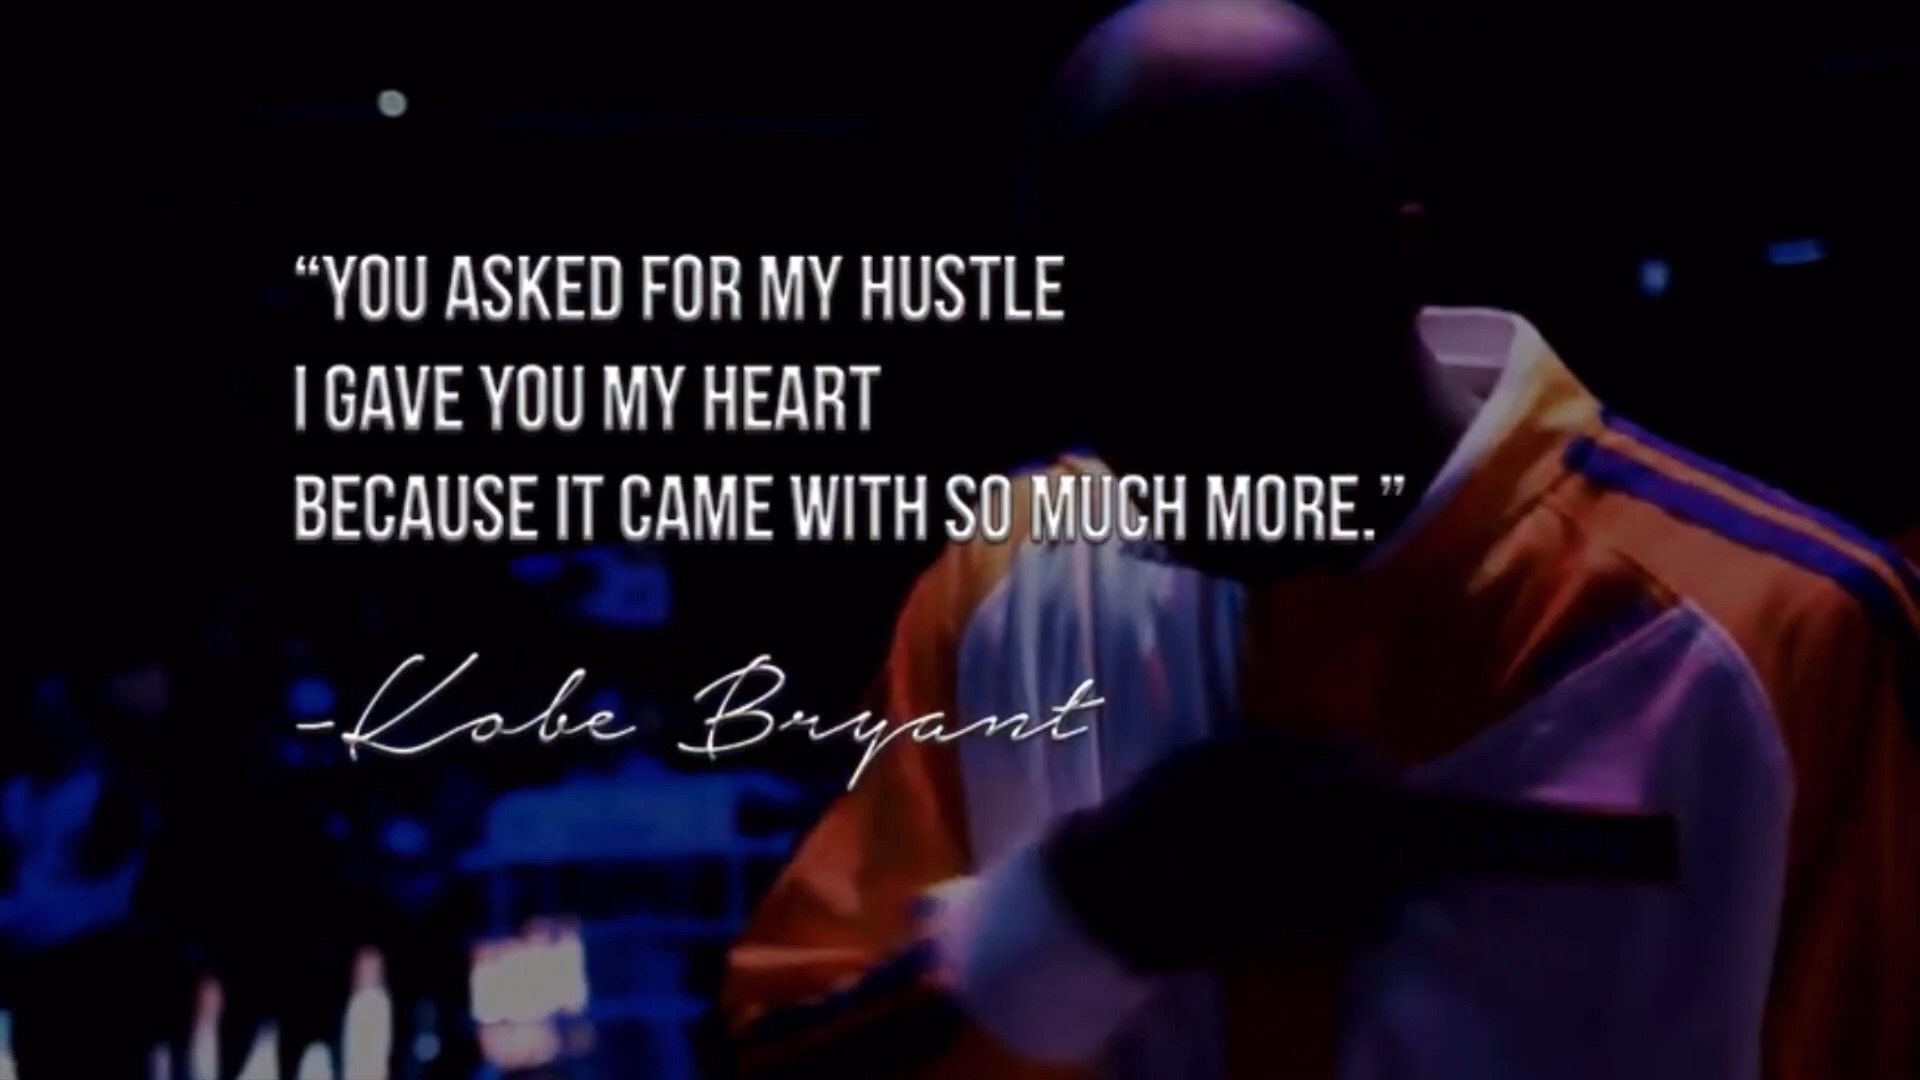 “YOU ASKED FOR MY HUSTLE
I GAVE YOU MY HEART
BECAUSE IT CAME WITH SO MUCH MORE.”
-Kobe Bryant